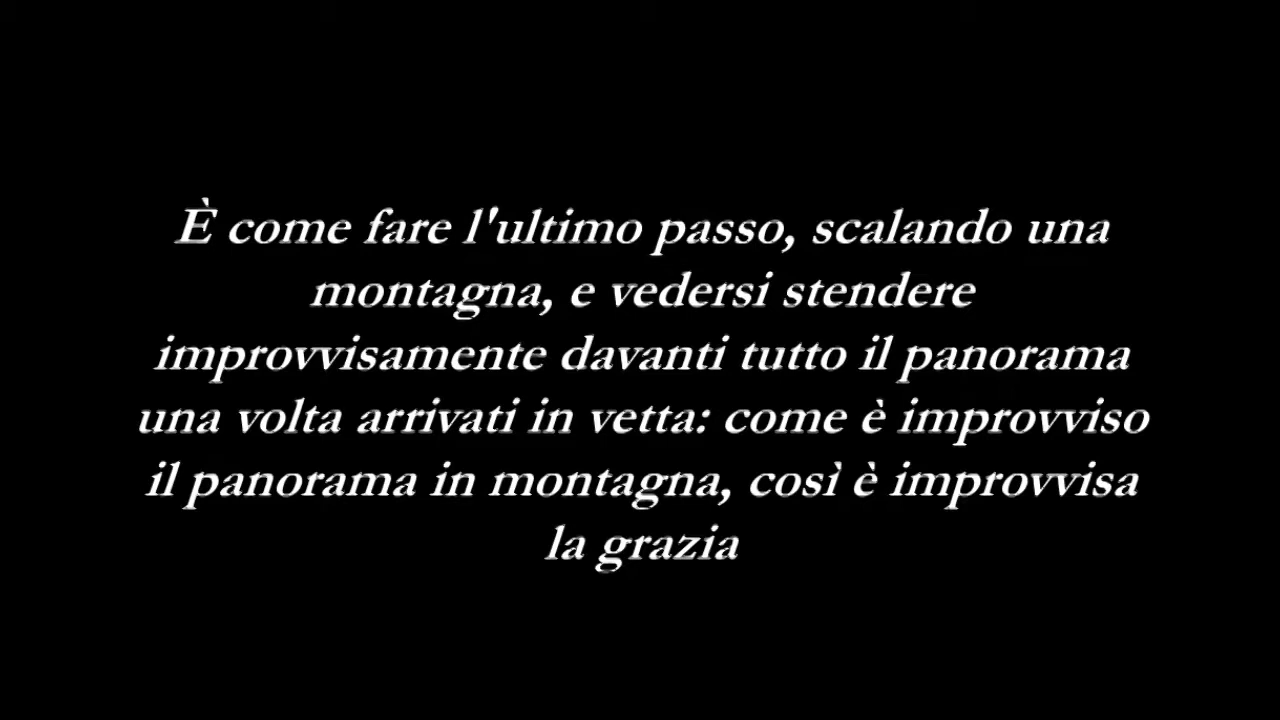 È come fare l'ultimo passo, scalando una
montagna, e vedersi stendere
improvvisamente davanti tutto il panorama
una volta arrivati in vetta: come è improvviso
il panorama in montagna, così è improvvisa
la grazia